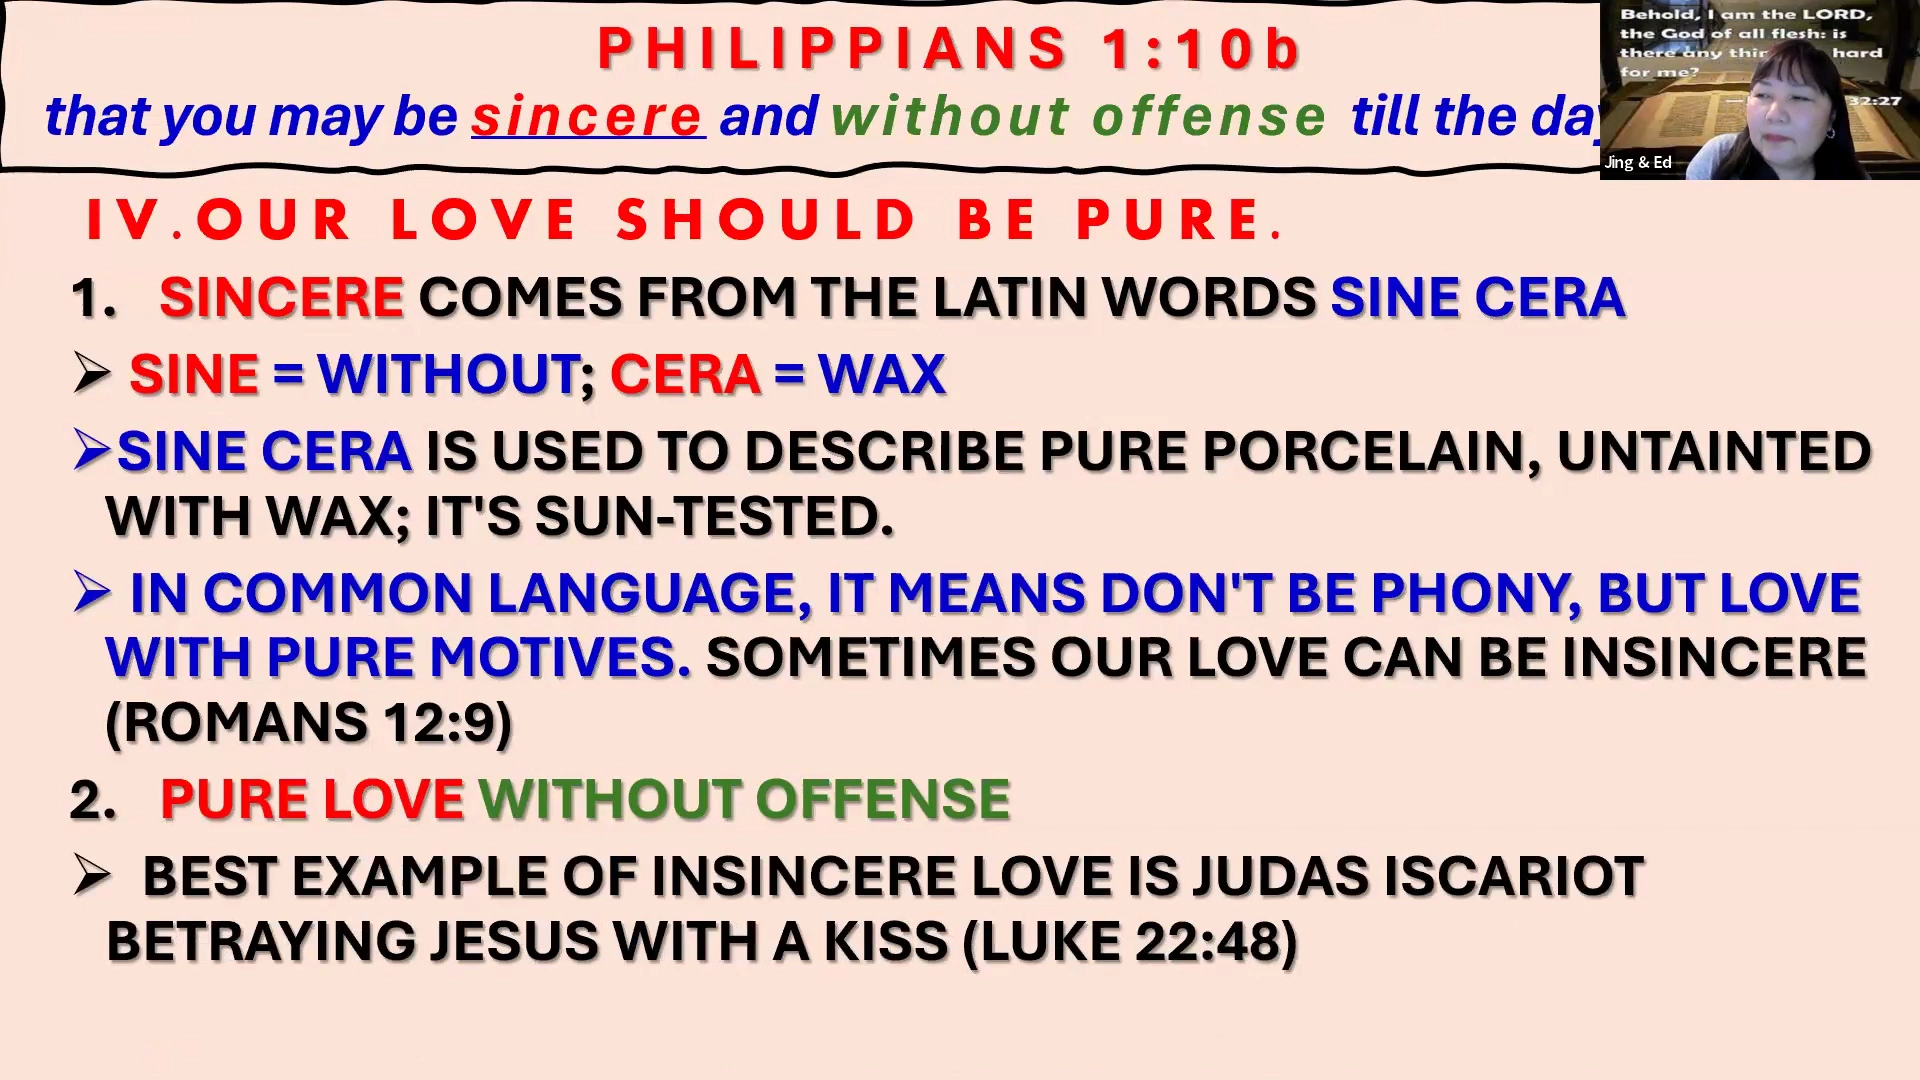 PHILIPPIANS 1:10b
that you may be sincere and without offense till the day
IV.OUR LOVE SHOULD BE PURE.
1. SINCERE COMES FROM THE LATIN WORDS SINE CERA
➢ SINE = WITHOUT; CERA = WAX
➢SINE CERA IS USED TO DESCRIBE PURE PORCELAIN, UNTAINTED
WITH WAX; IT'S SUN-TESTED.
➢ IN COMMON LANGUAGE, IT MEANS DON'T BE PHONY, BUT LOVE
WITH PURE MOTIVES. SOMETIMES OUR LOVE CAN BE INSINCERE
(ROMANS 12:9)
2. PURE LOVE WITHOUT OFFENSE
➢ BEST EXAMPLE OF INSINCERE LOVE IS JUDAS ISCARIOT
BETRAYING JESUS WITH A KISS (LUKE 22:48)
Behold, I am the LORD,
the God of all flesh: is
there any hard
for me?
32:27
Jing & Ed